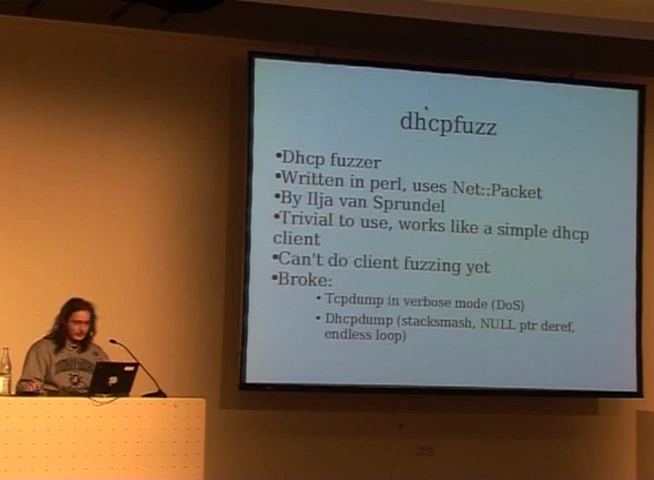 dhcpfuzz
•Dhcp fuzzer
•Written in perl, uses Net::Packet
•By Ilja van Sprundel
•Trivial to use, works like a simple dhcp
client
•Can't do client fuzzing yet
•Broke:
• Tcpdump in verbose mode (DoS)
• Dhcpdump (stacksmash, NULL ptr deref,
endless loop)